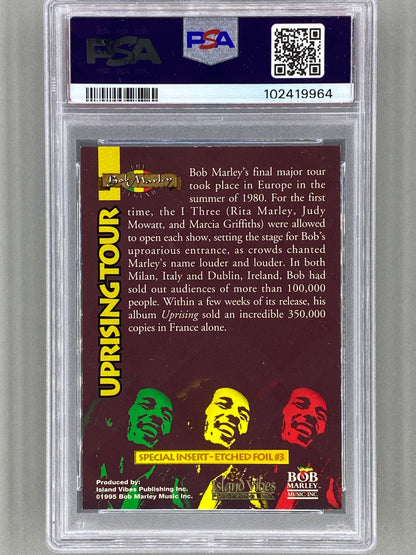 PSA
PSA
102419964
THE
Bob Marley
LEGEND
UPRISING TOUR
Bob Marley's final major tour
took place in Europe in the
summer of 1980. For the first
time, the I Three (Rita Marley, Judy
Mowatt, and Marcia Griffiths) were allowed
to open each show, setting the stage for Bob's
uproarious entrance, as crowds chanted
Marley's name louder and louder. In both
Milan, Italy and Dublin, Ireland, Bob had
sold out audiences of more than 100,000
people. Within a few weeks of its release, his
album Uprising sold an incredible 350,000
copies in France alone.
SPECIAL INSERT - ETCHED FOIL #3
Produced by:
Island Vibes Publishing Inc.
©1995 Bob Marley Music Inc.
Island Vibes
BOB
MARLEY
MUSIC INC.